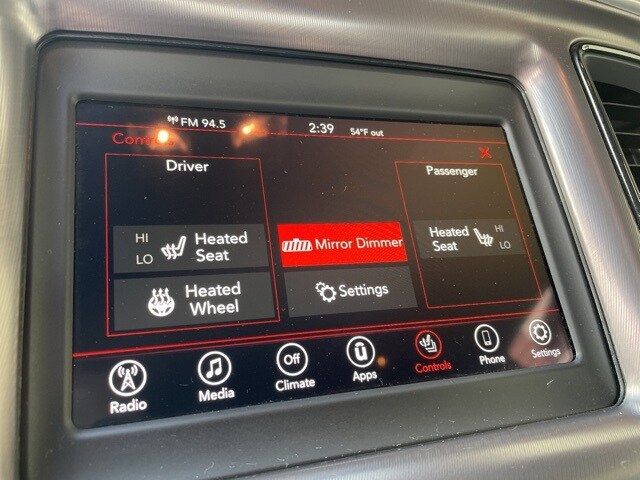 FM 94.5 2:39 54°F out
Controls X
Driver
HI
LO
Heated
Seat
Heated
Wheel
Mirror Dimmer
Settings
Passenger
Heated
Seat
HI
LO
Radio
Media
Off
Climate
Apps
Controls
Phone
Settings